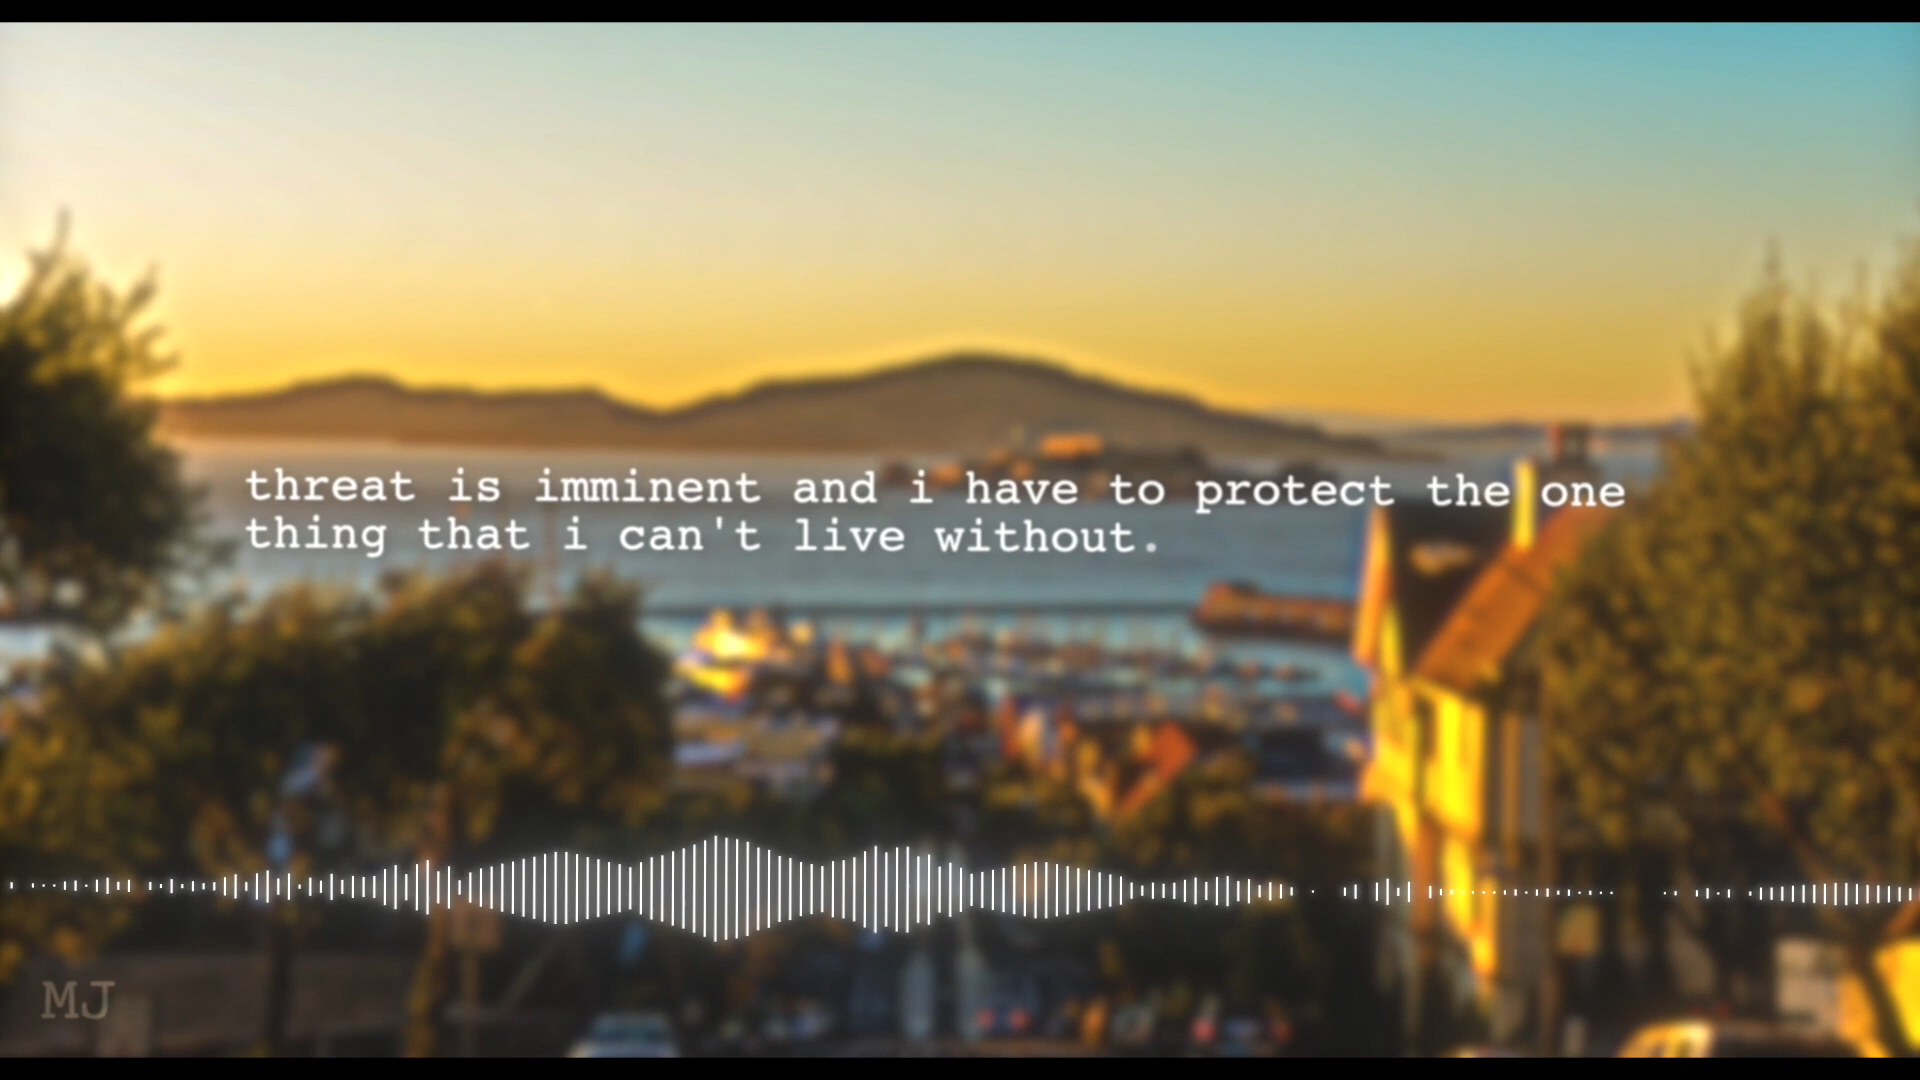 threat is imminent and i have to protect the one
thing that i can't live without.
MJ